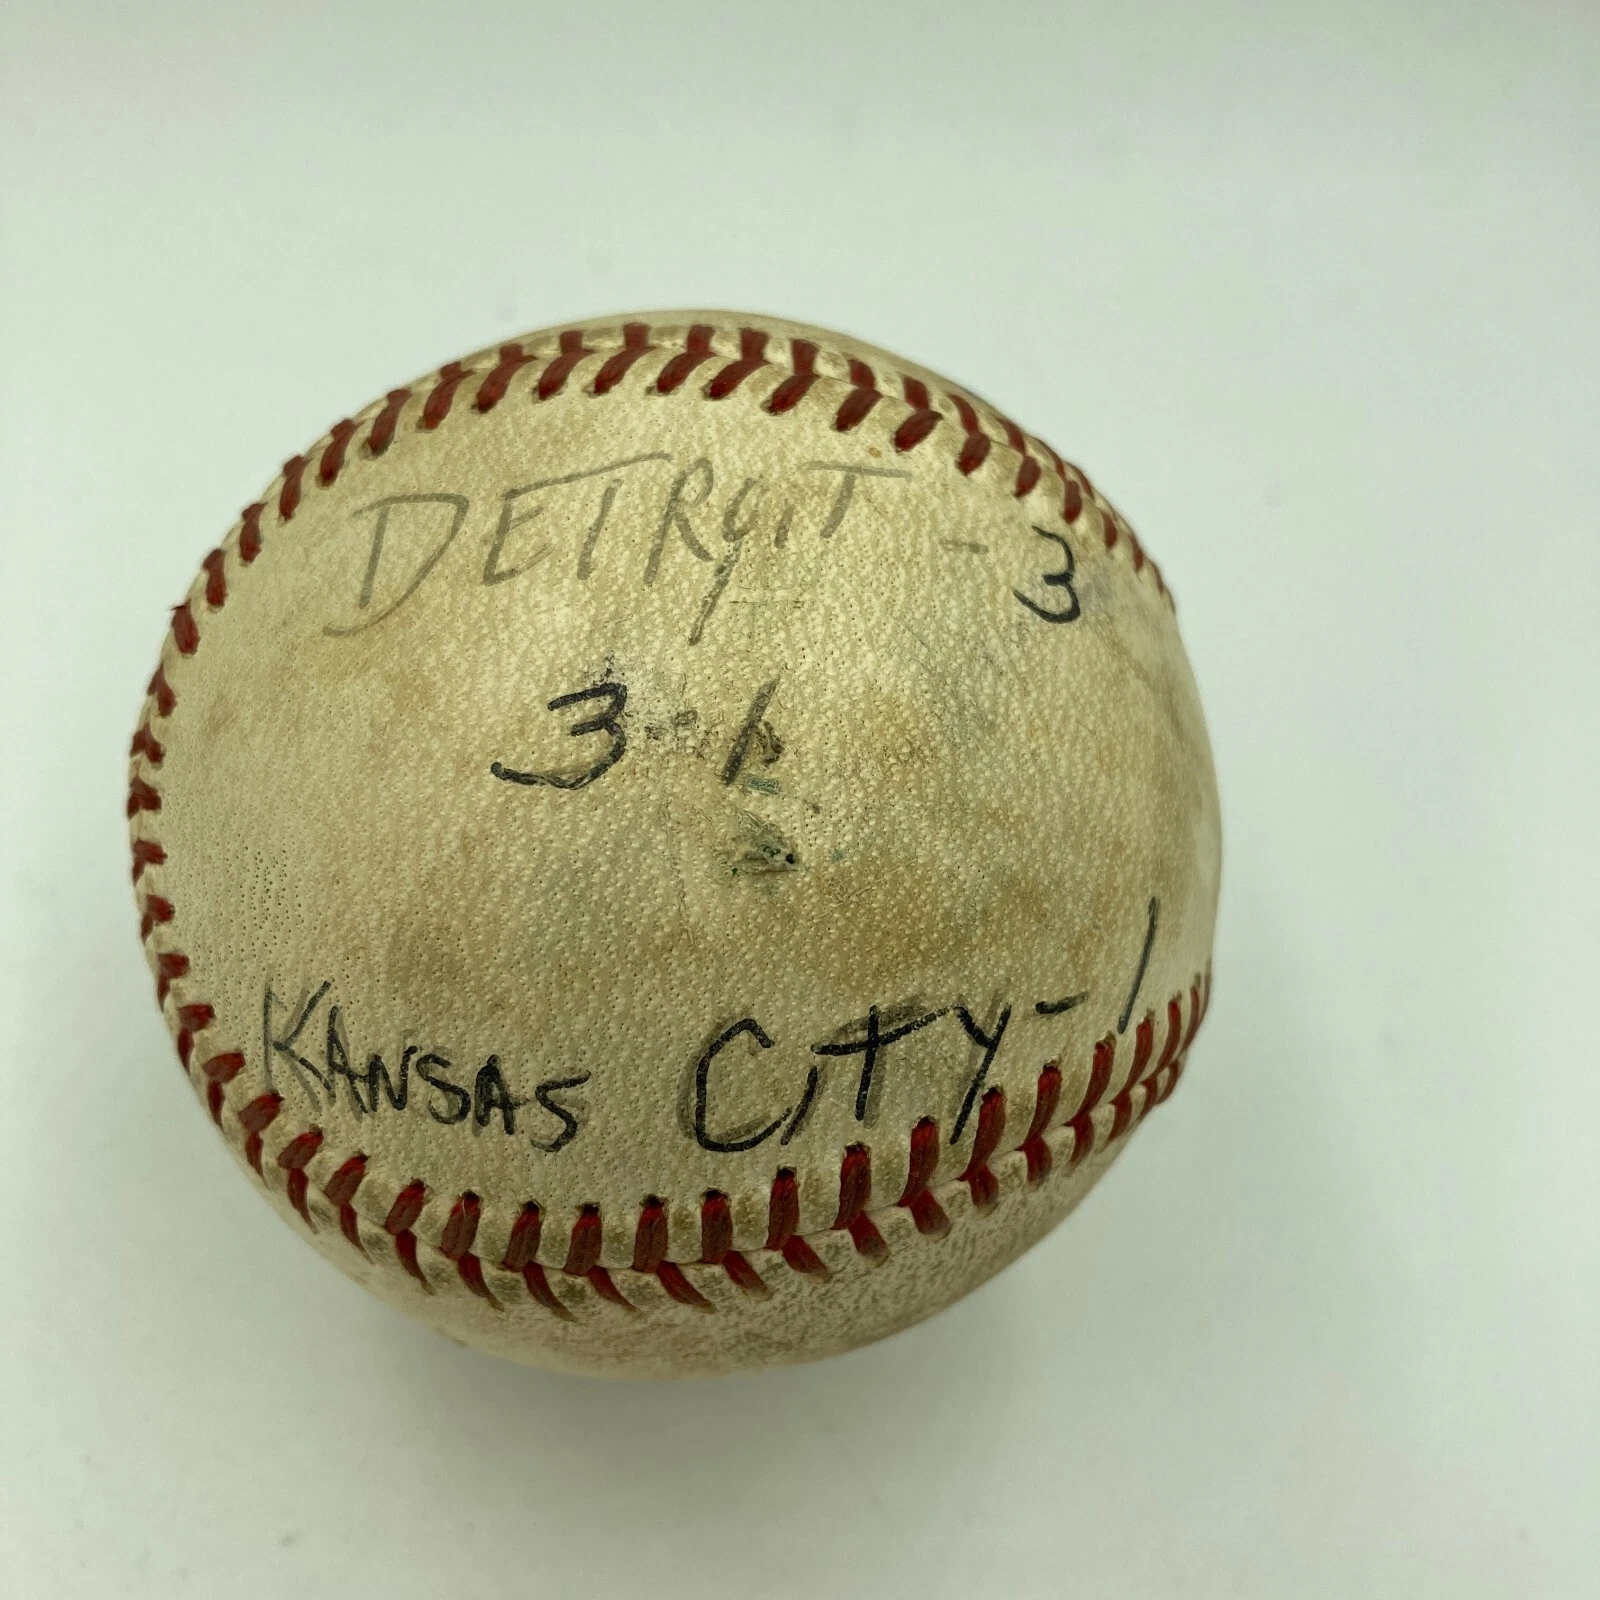 DETROIT - 3
3-1
KANSAS CITY - 1